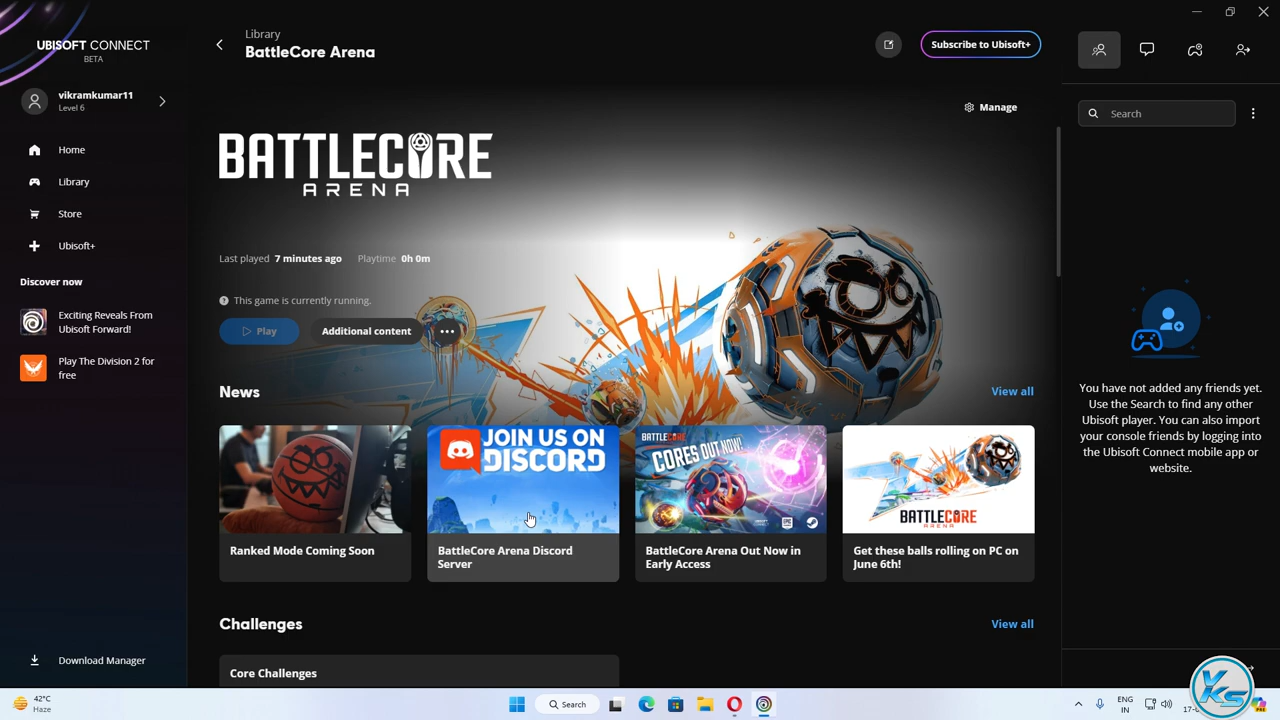 UBISOFT CONNECT
BETA
vikramkumar11
Level 6
Home
Library
Store
Ubisoft+
Discover now
Exciting Reveals From
Ubisoft Forward!
Play The Division 2 for
free
Download Manager
Library
BattleCore Arena
Subscribe to Ubisoft+
Manage
BATTLECORE
ARENA
Last played 7 minutes ago Playtime 0h 0m
This game is currently running.
Play
Additional content
News
View all
JOIN US ON
DISCORD
BATTLECORE
CORES OUT NOW!
BATTLECORE
ARENA
Ranked Mode Coming Soon
BattleCore Arena Discord
Server
BattleCore Arena Out Now in
Early Access
Get these balls rolling on PC on
June 6th!
Challenges
View all
Core Challenges
Search
You have not added any friends yet.
Use the Search to find any other
Ubisoft player. You can also import
your console friends by logging into
the Ubisoft Connect mobile app or
website.
42°C
Haze
Search
ENG
IN
KS